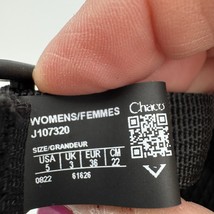 WOMENS/FEMMES
J107320
Chaco
SIZE/GRANDEUR
USA UK EUR CM
5 3 36 22
0822 61626